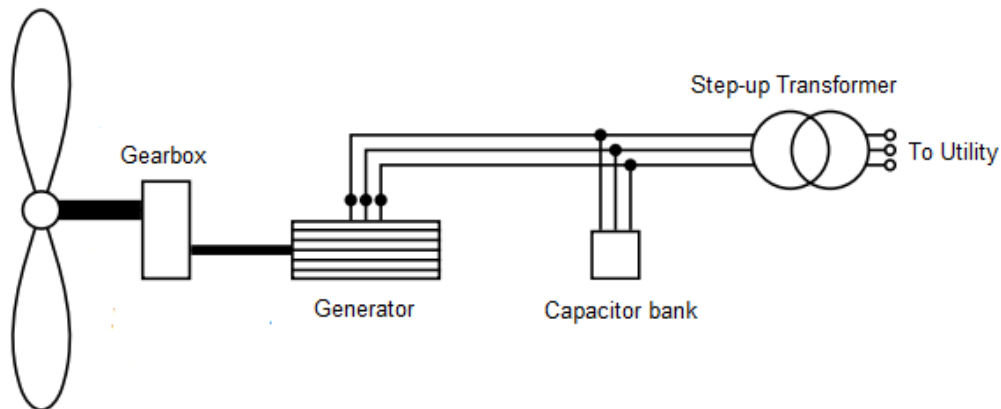 Step-up Transformer
Gearbox
To Utility
Generator
Capacitor bank